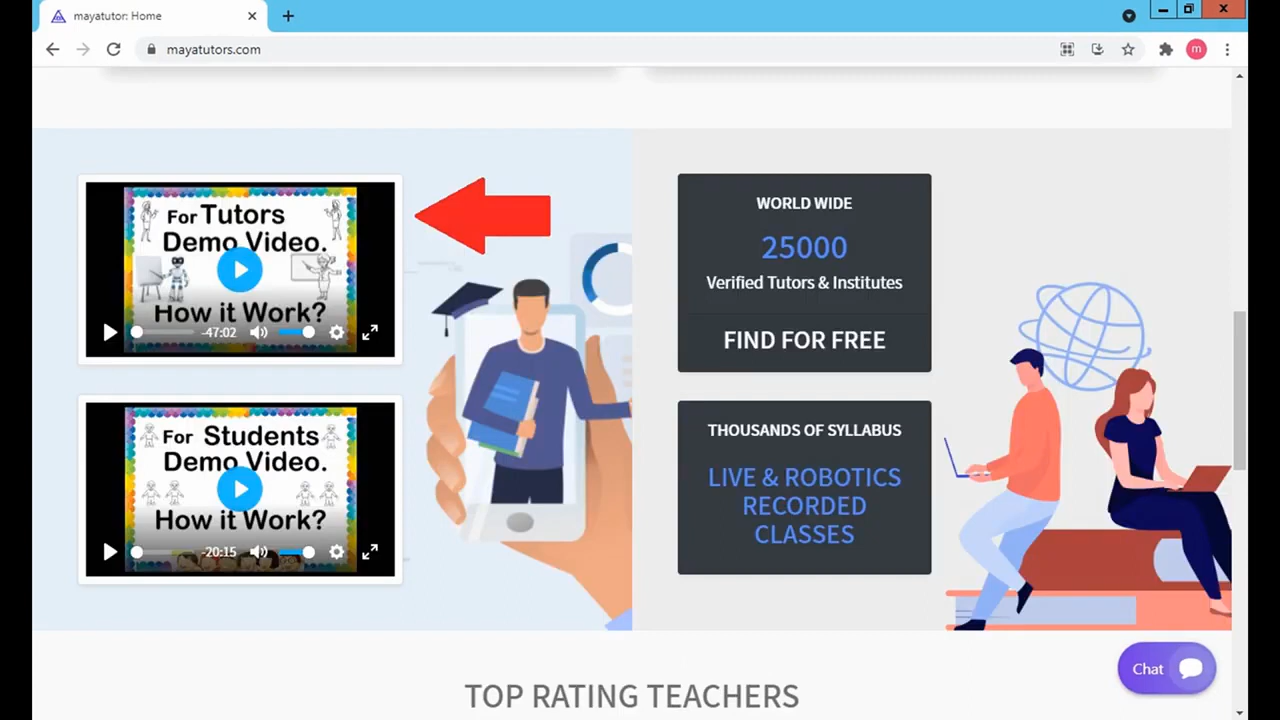 mayatutor: Home
mayatutors.com
m
For Tutors
Demo Video.
How it Work?
-47:02
For Students
Demo Video.
How it Work?
-20:15
WORLD WIDE
25000
Verified Tutors & Institutes
FIND FOR FREE
THOUSANDS OF SYLLABUS
LIVE & ROBOTICS
RECORDED
CLASSES
TOP RATING TEACHERS
Chat